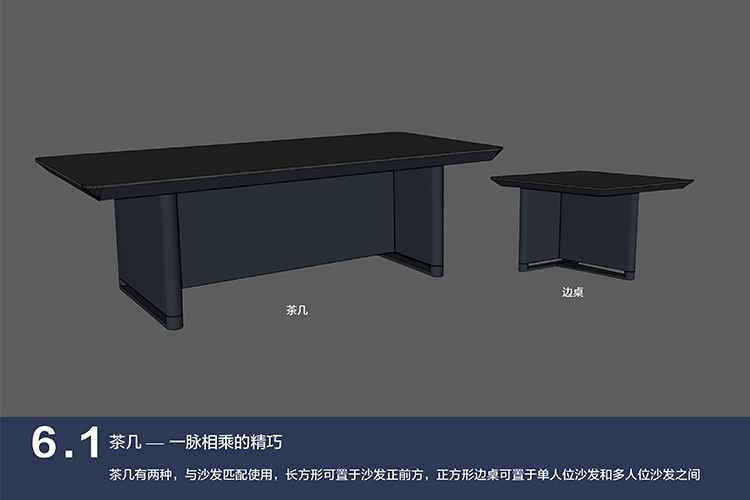 茶几
边桌
6.1 茶几 — 一脉相乘的精巧
茶几有两种，与沙发匹配使用，长方形可置于沙发正前方，正方形边桌可置于单人位沙发和多人位沙发之间